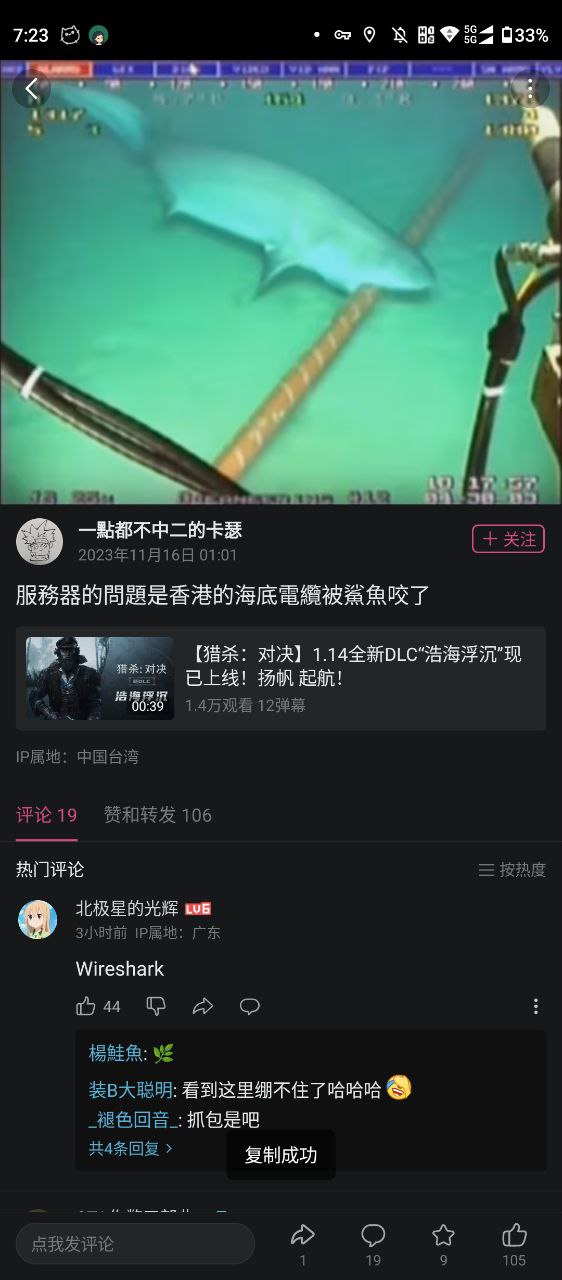 7:23
5G
5G
33%
一點都不中二的卡瑟
2023年11月16日 01:01
＋ 关注
服務器的問題是香港的海底電纜被鯊魚咬了
猎杀：对决
浩海浮沉
00:39
【猎杀：对决】1.14全新DLC“浩海浮沉”现
已上线！扬帆 起航！
1.4万观看 12弹幕
IP属地：中国台湾
评论 19
赞和转发 106
热门评论
按热度
北极星的光辉 LV6
3小时前 IP属地：广东
Wireshark
44
楊鮭魚: 🌿
装B大聪明: 看到这里绷不住了哈哈哈
_褪色回音_: 抓包是吧
共4条回复
复制成功
点我发评论
1
19
9
105